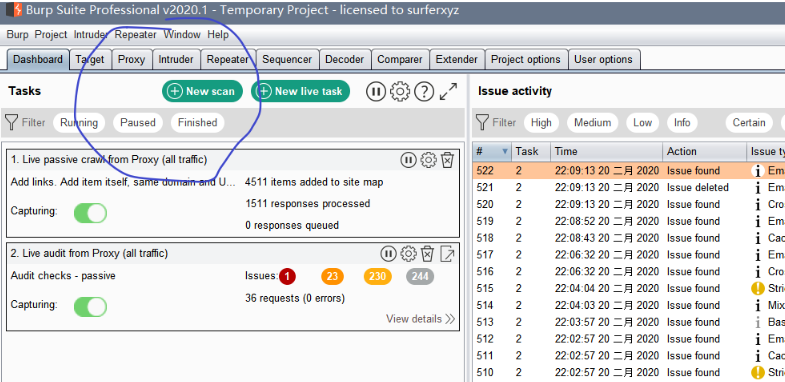 Burp Suite Professional v2020.1 - Temporary Project - licensed to surferxyz
Burp Project Intruder Repeater Window Help
Dashboard Target Proxy Intruder Repeater Sequencer Decoder Comparer Extender Project options User options
Tasks New scan New live task
Filter Running Paused Finished
1. Live passive crawl from Proxy (all traffic)
Add links. Add item itself, same domain and U... 4511 items added to site map
1511 responses processed
Capturing:
0 responses queued
2. Live audit from Proxy (all traffic)
Audit checks - passive Issues: 1 23 230 244
36 requests (0 errors)
Capturing:
View details
Issue activity
Filter High Medium Low Info Certain
# Task Time Action Issue ty
522 2 22:09:13 20 二月 2020 Issue found Ema
521 2 22:09:13 20 二月 2020 Issue deleted Ema
520 2 22:09:13 20 二月 2020 Issue found Cro
519 2 22:08:52 20 二月 2020 Issue found Ema
518 2 22:08:43 20 二月 2020 Issue found Cac
517 2 22:06:32 20 二月 2020 Issue found Ema
516 2 22:06:32 20 二月 2020 Issue found Cros
515 2 22:04:04 20 二月 2020 Issue found Stric
514 2 22:04:03 20 二月 2020 Issue found Mix
513 2 22:03:57 20 二月 2020 Issue found Bas
512 2 22:02:57 20 二月 2020 Issue found Ema
511 2 22:02:57 20 二月 2020 Issue found Cac
510 2 22:02:57 20 二月 2020 Issue found Stric